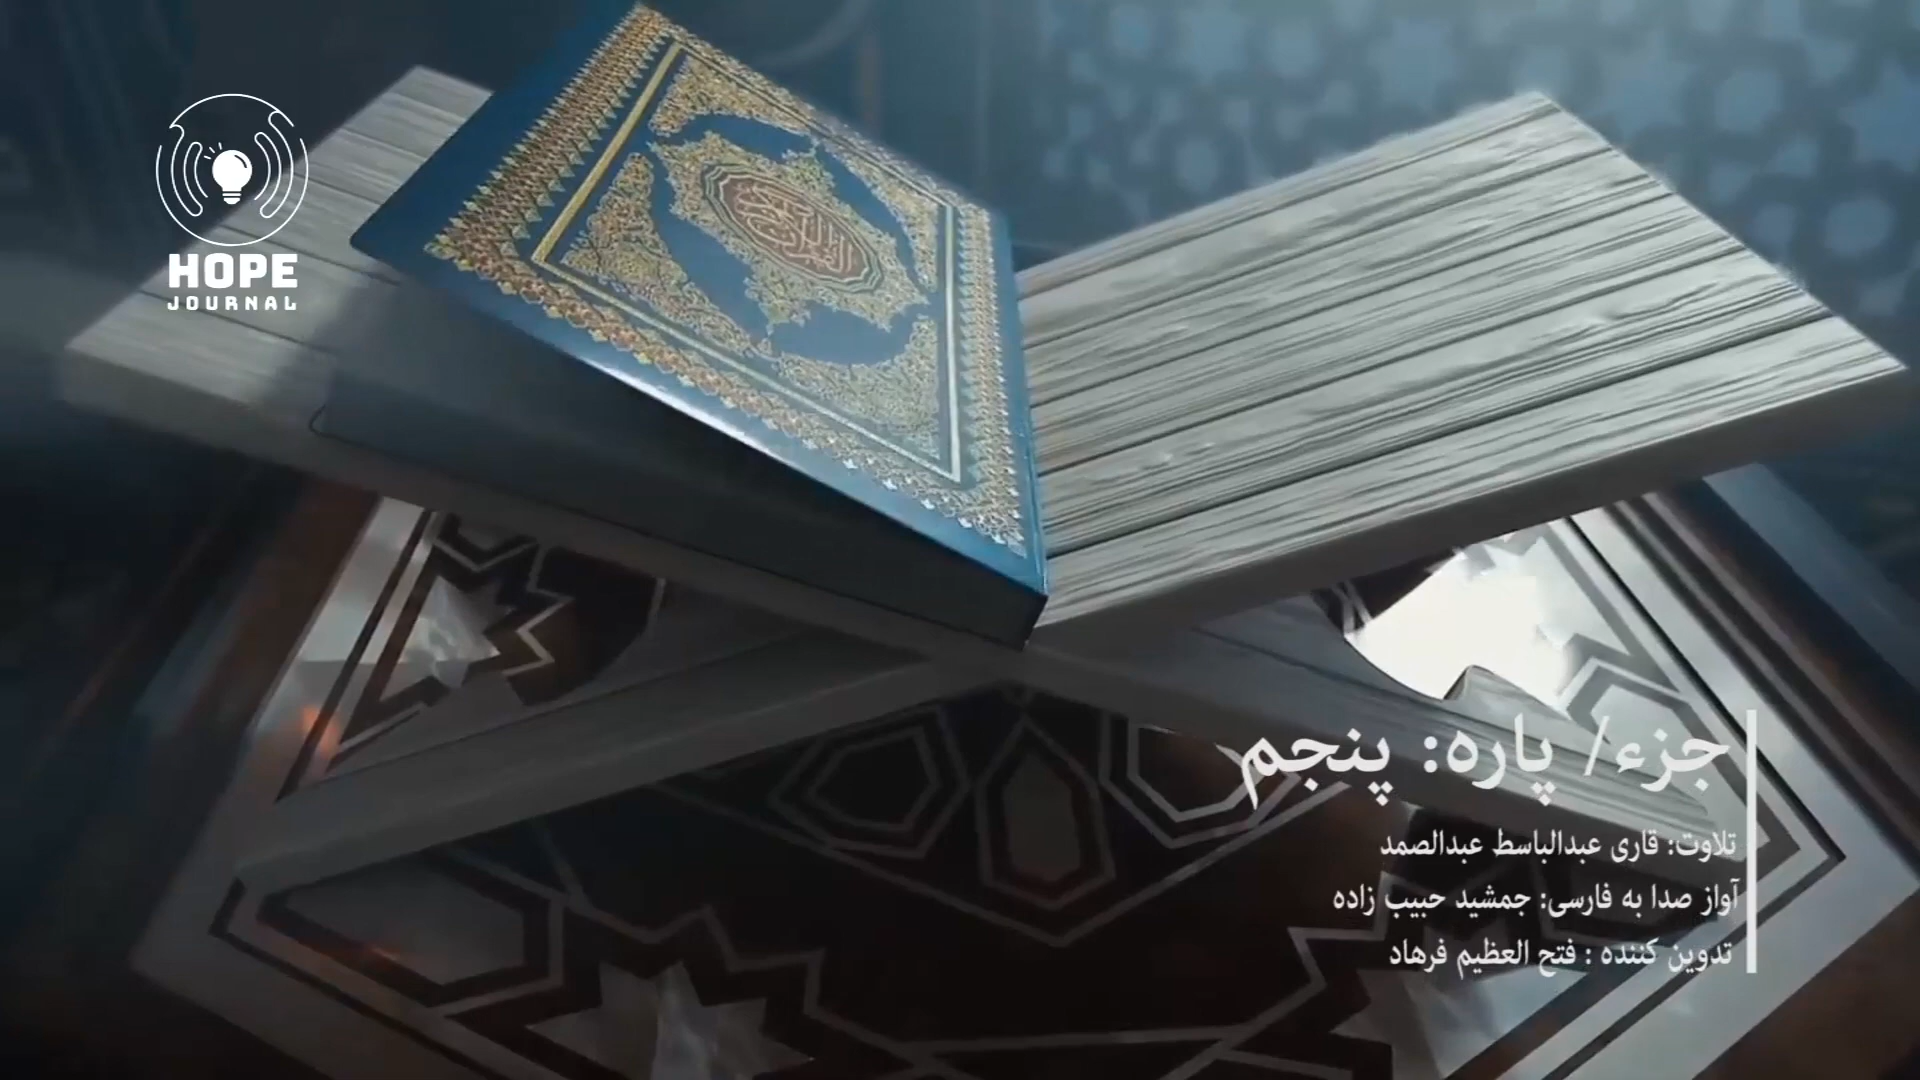 HOPE
JOURNAL
جزء/ پاره: پنجم
تلاوت: قاری عبدالباسط عبدالصمد
آواز صدا به فارسی: جمشید حبیب زاده
تدوین کننده : فتح العظیم فرهاد